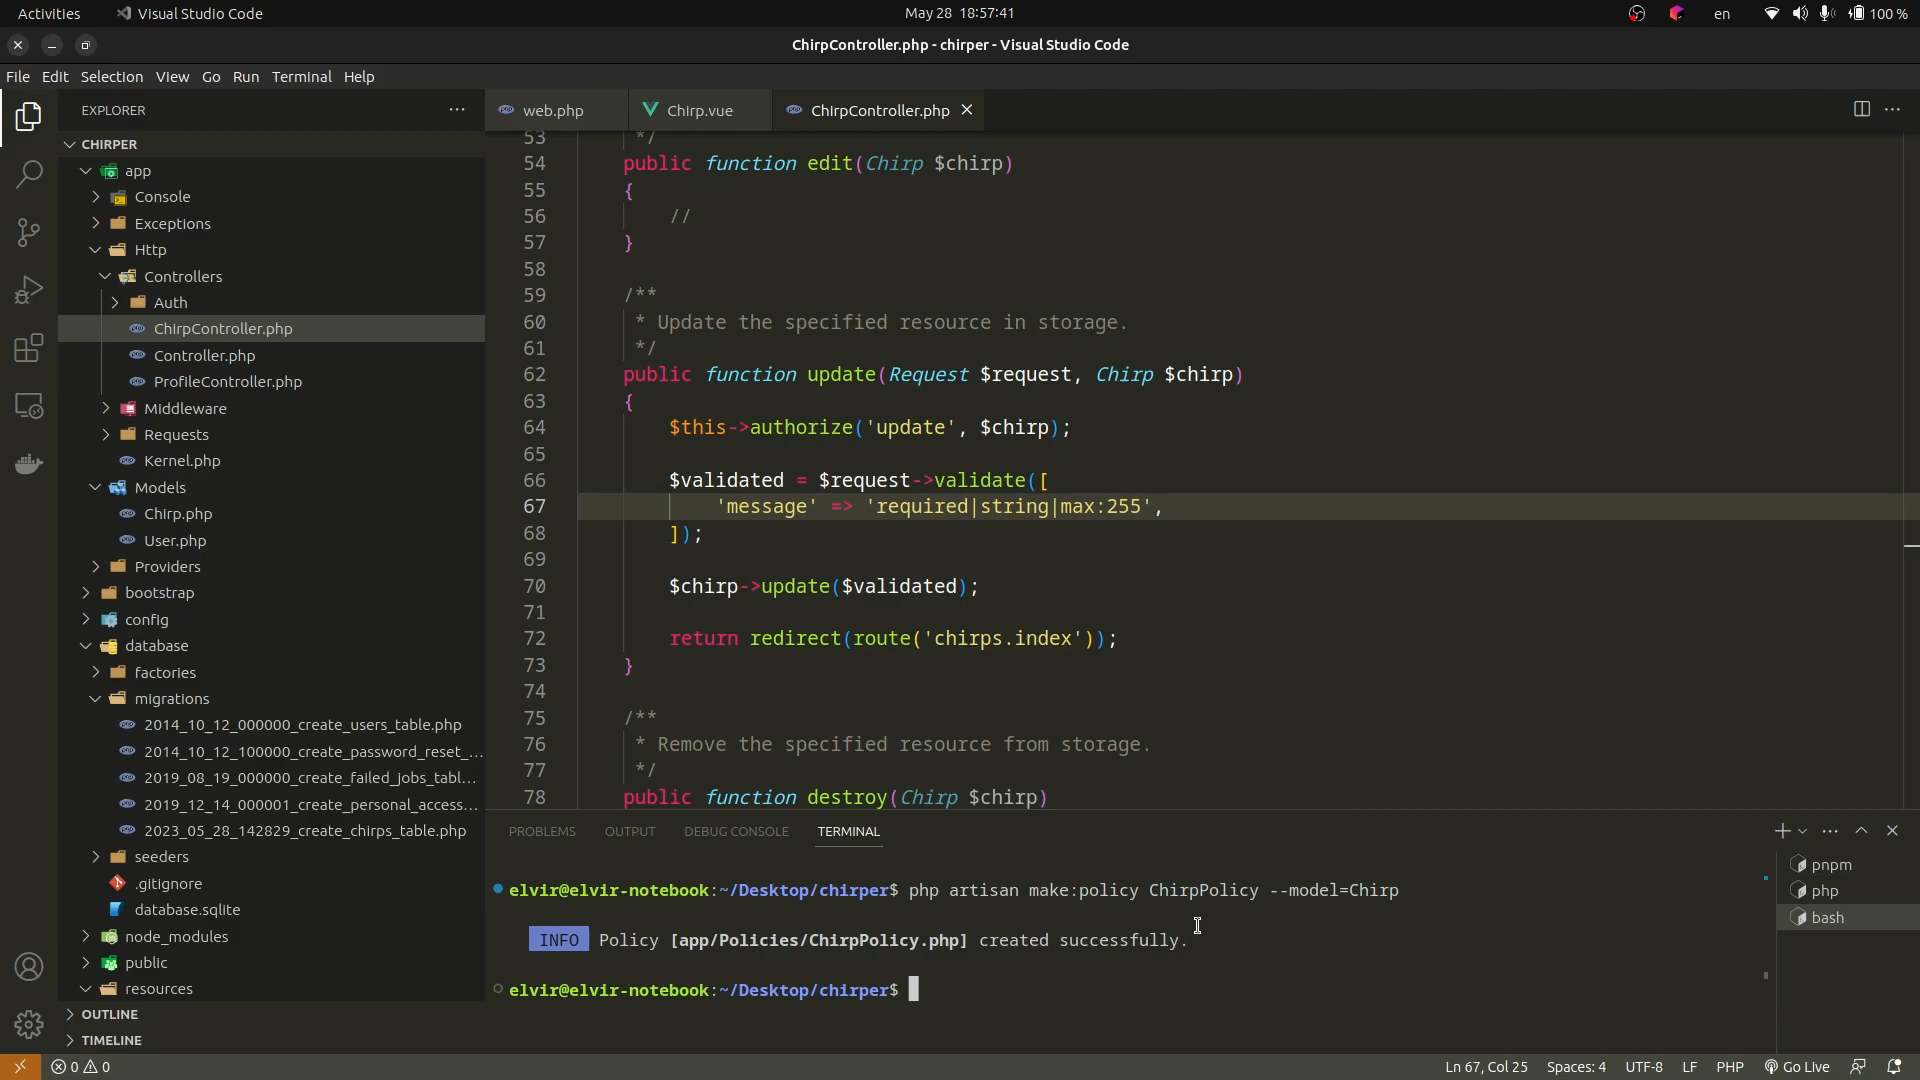 Activities
Visual Studio Code
May 28 18:57:41
en
100 %
ChirpController.php - chirper - Visual Studio Code
File Edit Selection View Go Run Terminal Help
EXPLORER
CHIRPER
app
Console
Exceptions
Http
Controllers
Auth
ChirpController.php
Controller.php
ProfileController.php
Middleware
Requests
Kernel.php
Models
Chirp.php
User.php
Providers
bootstrap
config
database
factories
migrations
2014_10_12_000000_create_users_table.php
2014_10_12_100000_create_password_reset_...
2019_08_19_000000_create_failed_jobs_tabl...
2019_12_14_000001_create_personal_access...
2023_05_28_142829_create_chirps_table.php
seeders
.gitignore
database.sqlite
node_modules
public
resources
OUTLINE
TIMELINE
web.php
Chirp.vue
ChirpController.php
53 */
54 public function edit(Chirp $chirp)
55 {
56 //
57 }
58
59 /**
60 * Update the specified resource in storage.
61 */
62 public function update(Request $request, Chirp $chirp)
63 {
64 $this->authorize('update', $chirp);
65
66 $validated = $request->validate([
67 'message' => 'required|string|max:255',
68 ]);
69
70 $chirp->update($validated);
71
72 return redirect(route('chirps.index'));
73 }
74
75 /**
76 * Remove the specified resource from storage.
77 */
78 public function destroy(Chirp $chirp)
PROBLEMS OUTPUT DEBUG CONSOLE TERMINAL
elvir@elvir-notebook:~/Desktop/chirper$ php artisan make:policy ChirpPolicy --model=Chirp
INFO Policy [app/Policies/ChirpPolicy.php] created successfully.
elvir@elvir-notebook:~/Desktop/chirper$
pnpm
php
bash
0 0
Ln 67, Col 25
Spaces: 4
UTF-8
LF
PHP
Go Live